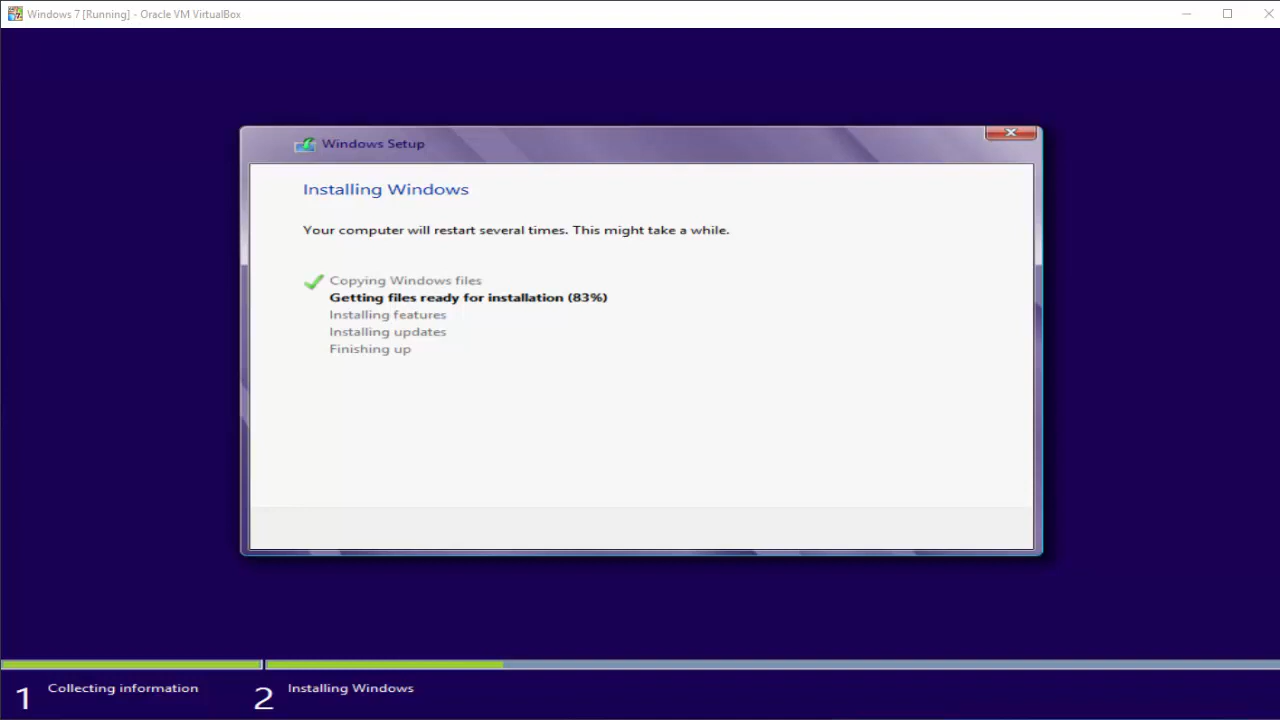 Windows 7 [Running] - Oracle VM VirtualBox
Windows Setup
Installing Windows
Your computer will restart several times. This might take a while.
Copying Windows files
Getting files ready for installation (83%)
Installing features
Installing updates
Finishing up
1 Collecting information 2 Installing Windows